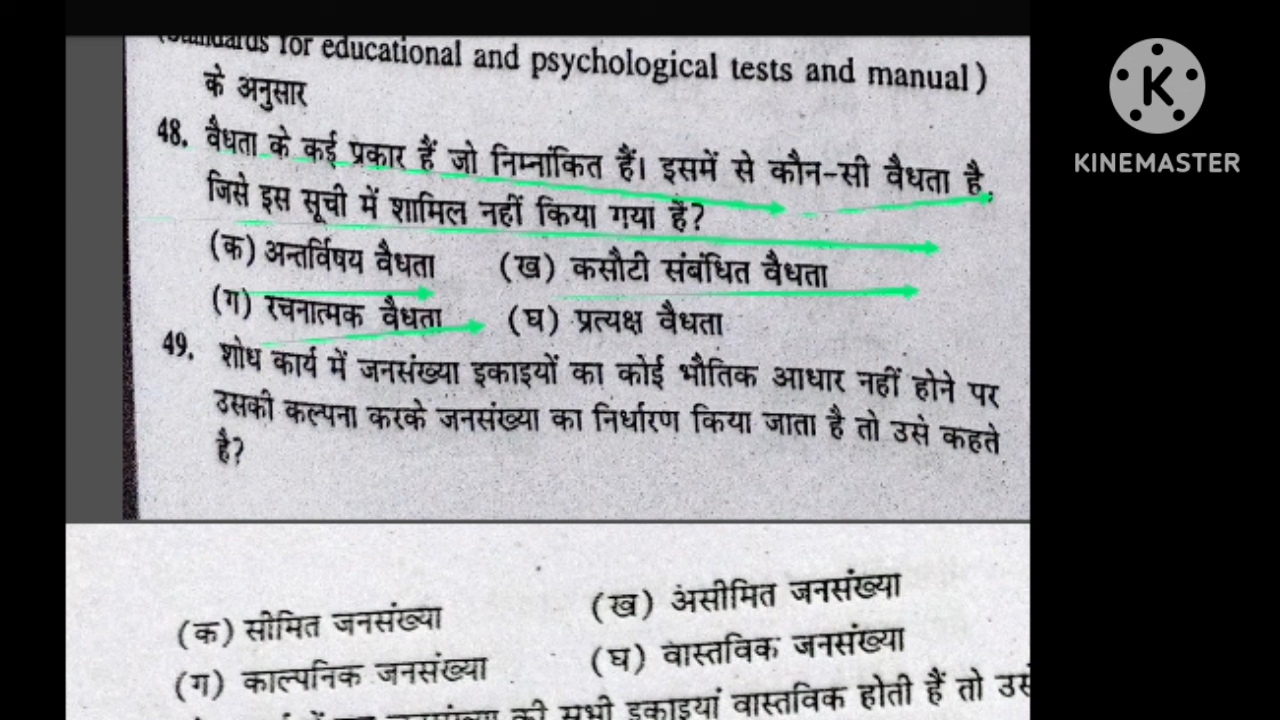 (Standards for educational and psychological tests and manual)
के अनुसार
48. वैधता के कई प्रकार हैं जो निम्नांकित हैं। इसमें से कौन-सी वैधता है,
जिसे इस सूची में शामिल नहीं किया गया हैं?
(क) अन्तर्विषय वैधता (ख) कसौटी संबंधित वैधता
(ग) रचनात्मक वैधता (घ) प्रत्यक्ष वैधता
49. शोध कार्य में जनसंख्या इकाइयों का कोई भौतिक आधार नहीं होने पर
उसकी कल्पना करके जनसंख्या का निर्धारण किया जाता है तो उसे कहते
है?
(क) सीमित जनसंख्या (ख) असीमित जनसंख्या
(ग) काल्पनिक जनसंख्या (घ) वास्तविक जनसंख्या
की सभी इकाइयां वास्तविक होती हैं तो
KINEMASTER